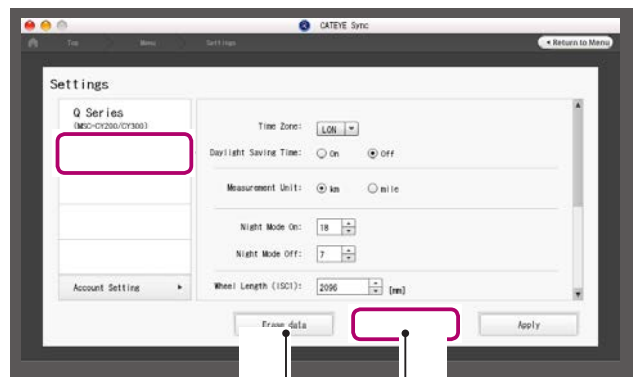 CATEYE Sync
Top Menu Settings
Return to Menu
Settings
Q Series
(MSC-CY200/CY300)
Time Zone: LON
Daylight Saving Time: On Off
Measurement Unit: km mile
Night Mode On: 18
Night Mode Off: 7
Account Setting
Wheel Length (ISC1): 2096 [mm]
Erase data
Apply